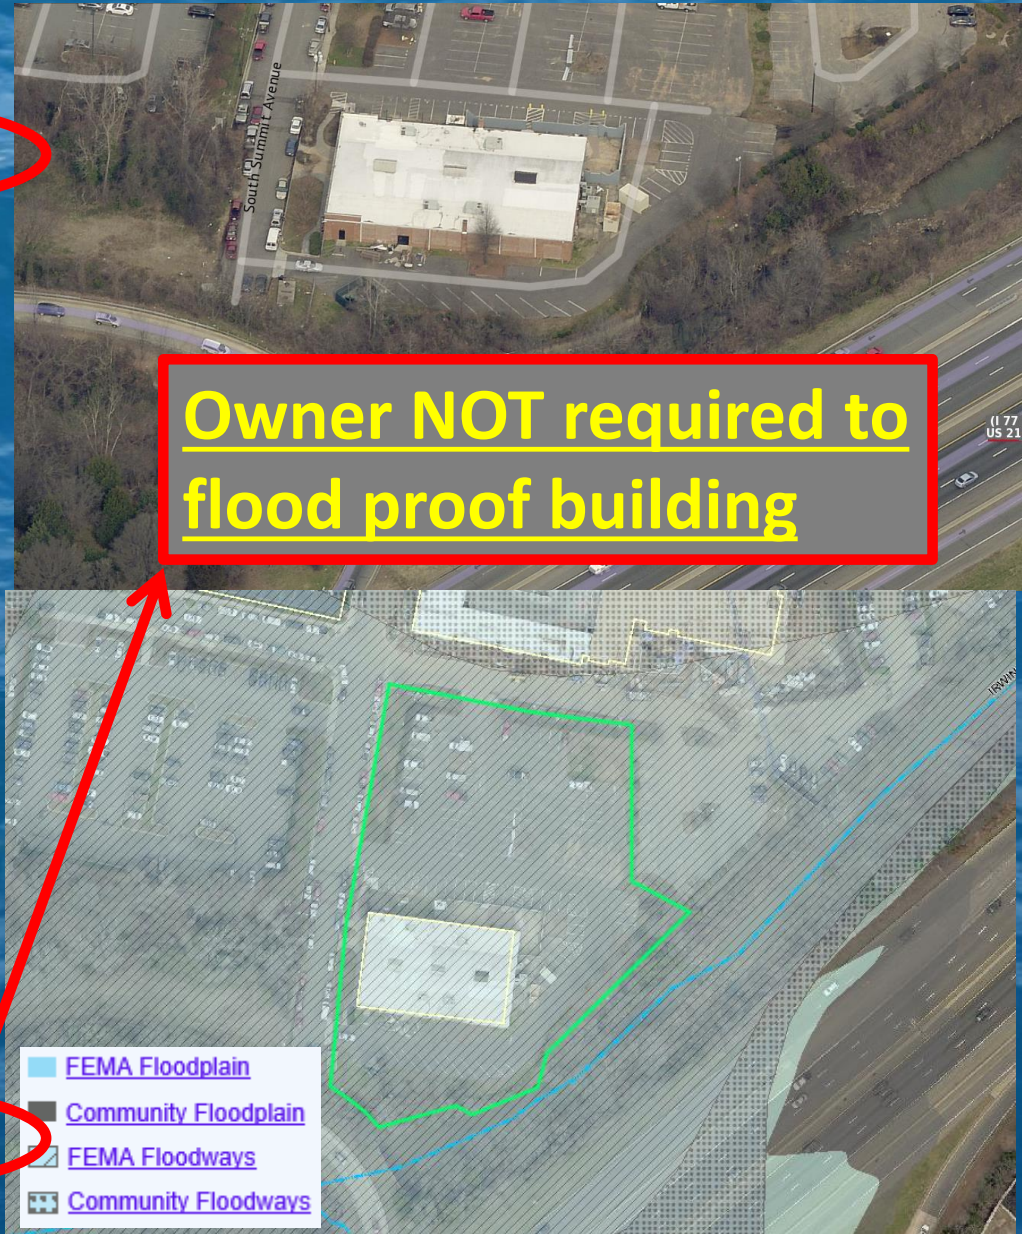 South Summit Avenue
(I 77
US 21
Owner NOT required to
flood proof building
IRWIN
FEMA Floodplain
Community Floodplain
FEMA Floodways
Community Floodways